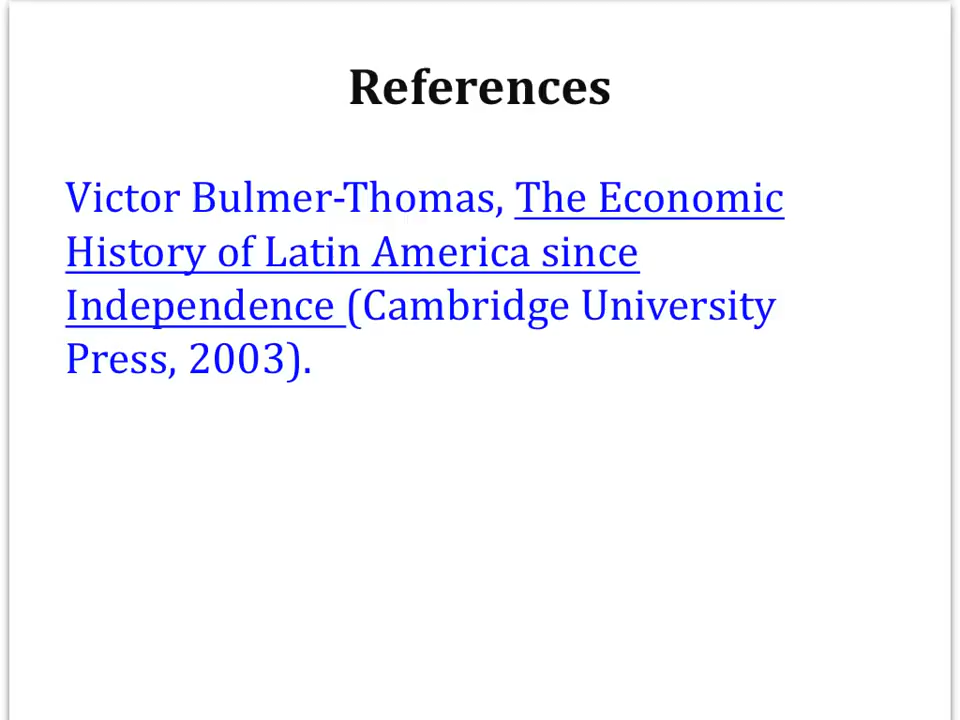 References
Victor Bulmer-Thomas, The Economic
History of Latin America since
Independence (Cambridge University
Press, 2003).